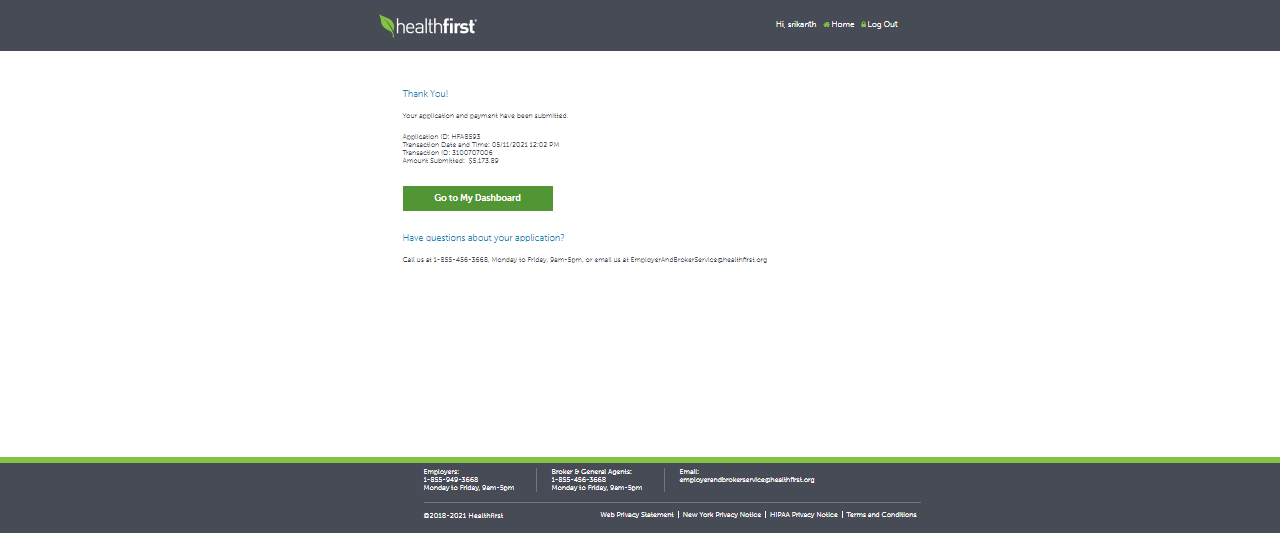 healthfirst
Hi, srikanth Home Log Out
Thank You!
Your application and payment have been submitted.
Application ID: HFA8593
Transaction Date and Time: 05/11/2021 12:02 PM
Transaction ID: 3100707006
Amount Submitted: $5,173.89
Go to My Dashboard
Have questions about your application?
Call us at 1-855-456-3668, Monday to Friday, 9am-5pm, or email us at EmployerAndBrokerService@healthfirst.org
Employers:
1-855-949-3668
Monday to Friday, 9am-5pm
Broker & General Agents:
1-855-456-3668
Monday to Friday, 9am-5pm
Email:
employerandbrokerservice@healthfirst.org
©2018-2021 Healthfirst
Web Privacy Statement | New York Privacy Notice | HIPAA Privacy Notice | Terms and Conditions